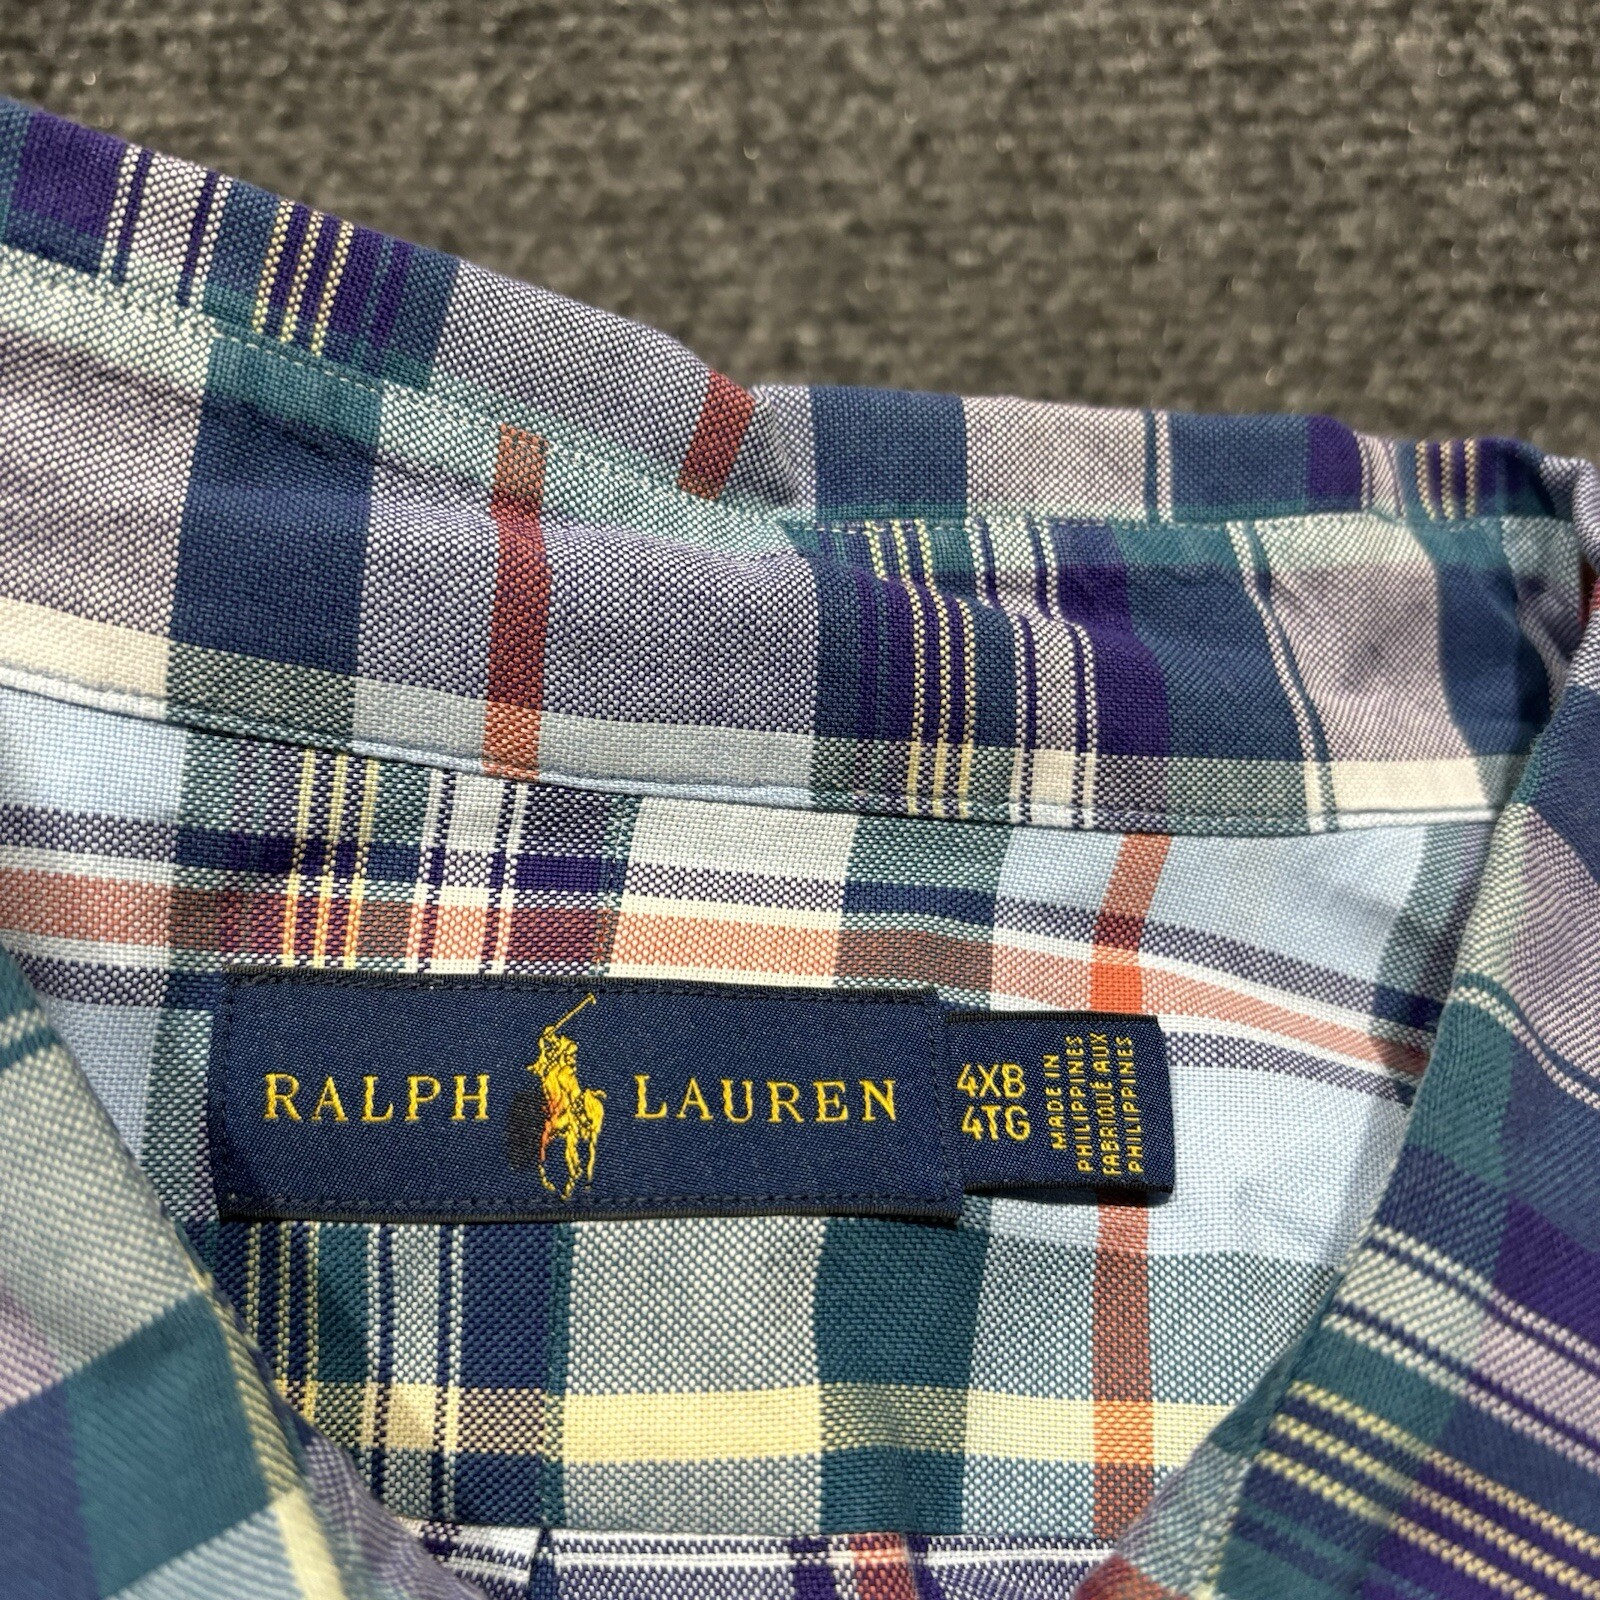 RALPH LAUREN
4XB
4TG
MADE IN
PHILIPPINES
FABRIQUE AUX
PHILIPPINES